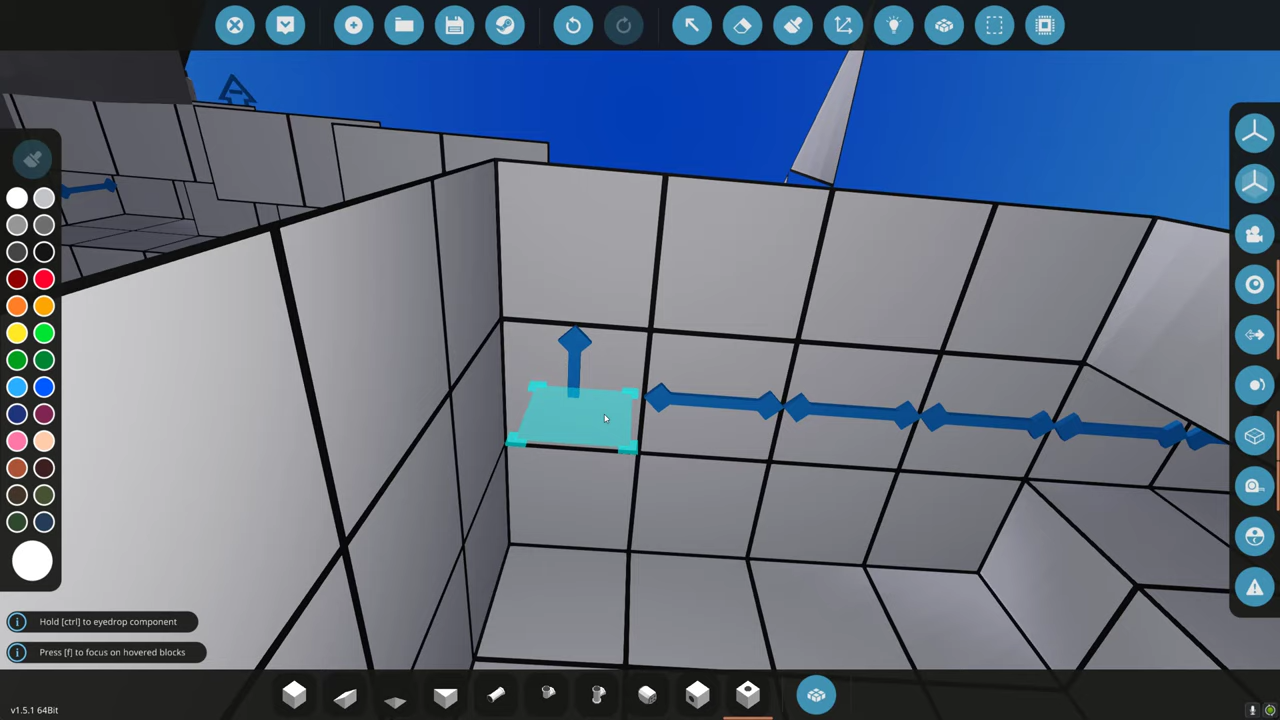 Hold [ctrl] to eyedrop component
Press [f] to focus on hovered blocks
v1.5.1 64Bit